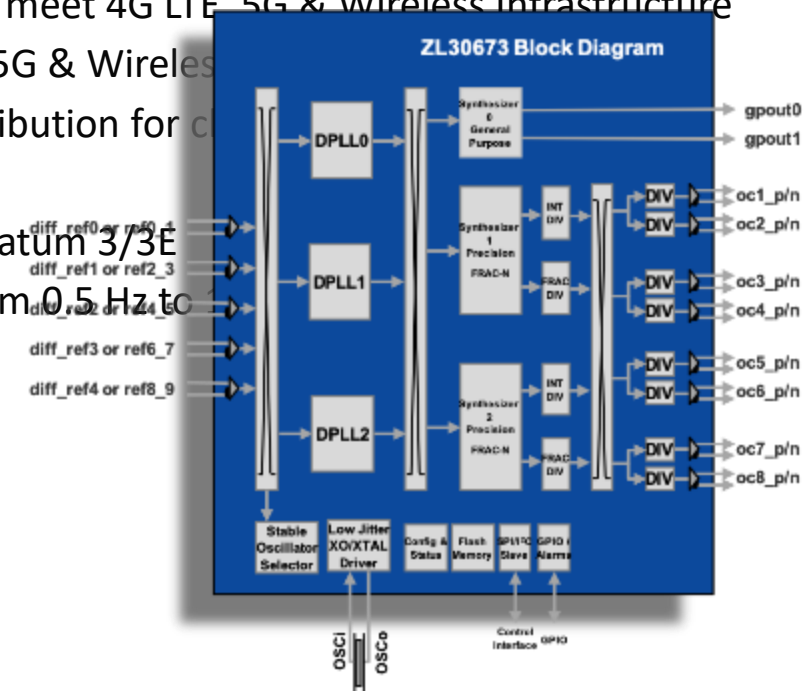 meet 4G LTE, 5G & Wireless Infrastructure
5G & Wireles
ibution for cl
atum 3/3E
m 0.5 Hz to
ZL30673 Block Diagram
DPLL0
DPLL1
DPLL2
Synthesizer
0
General
Purpose
Synthesizer
1
Precision
FRAC-N
Synthesizer
2
Precision
FRAC-N
INT
DIV
FRAC
DIV
INT
DIV
FRAC
DIV
DIV
DIV
DIV
DIV
DIV
DIV
DIV
DIV
gpout0
gpout1
oc1_p/n
oc2_p/n
oc3_p/n
oc4_p/n
oc5_p/n
oc6_p/n
oc7_p/n
oc8_p/n
diff_ref0 or ref0_1
diff_ref1 or ref2_3
diff_ref2 or ref4_5
diff_ref3 or ref6_7
diff_ref4 or ref8_9
Stable
Oscillator
Selector
Low Jitter
XO/XTAL
Driver
Config &
Status
Flash
Memory
SPI/I²C
Slave
GPIO &
Alarms
OSCi
OSCo
Control
Interface
GPIO